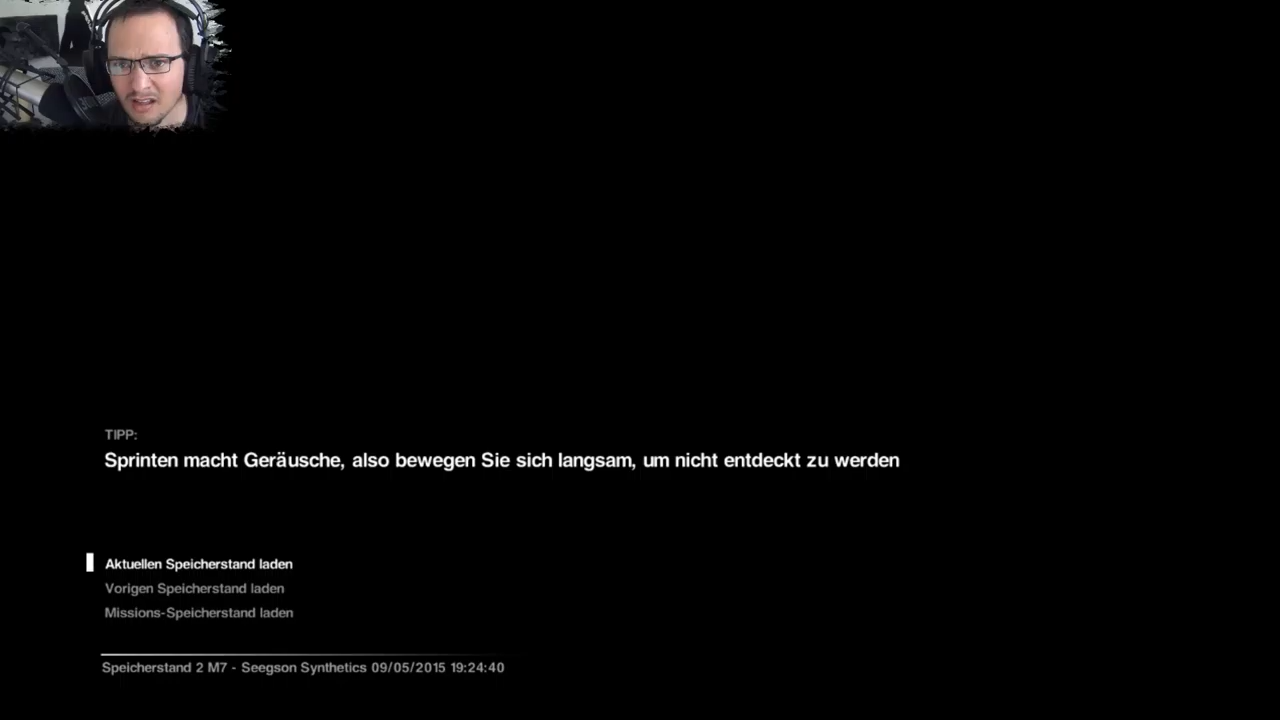 TIPP:
Sprinten macht Geräusche, also bewegen Sie sich langsam, um nicht entdeckt zu werden
Aktuellen Speicherstand laden
Vorigen Speicherstand laden
Missions-Speicherstand laden
Speicherstand 2 M7 - Seegson Synthetics 09/05/2015 19:24:40